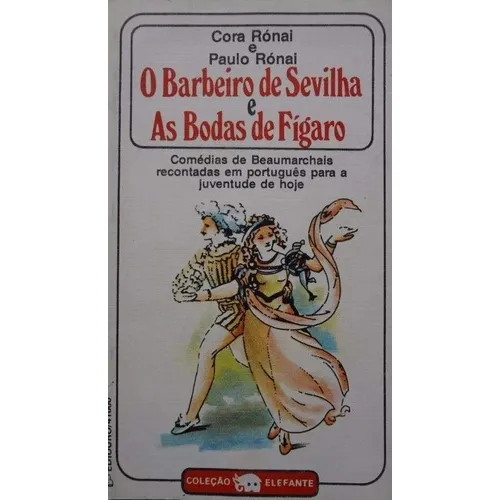 Cora Rónai
e
Paulo Rónai
O Barbeiro de Sevilha
e
As Bodas de Fígaro
Comédias de Beaumarchais
recontadas em português para a
juventude de hoje
COLEÇÃO ELEFANTE